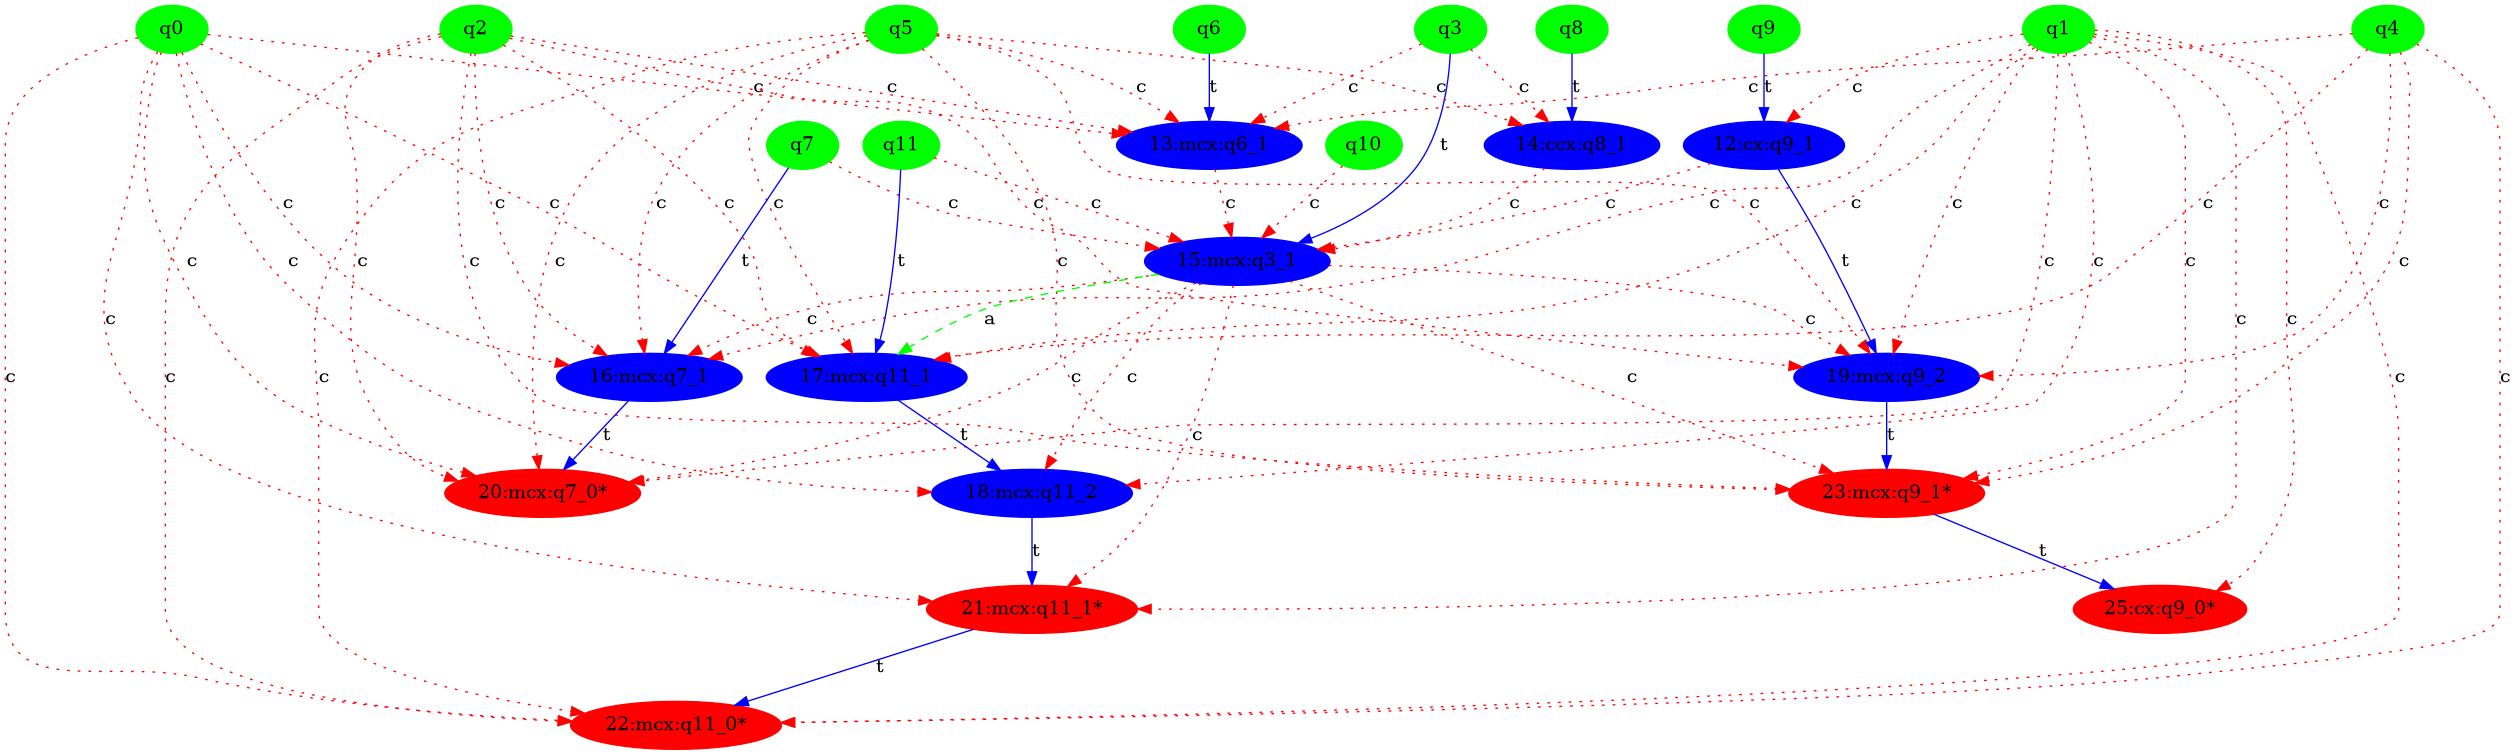 q0 q2 q5 q6 q3 q8 q9 q1 q4
c c c t c c c t c t c
q7 q11 13:mcx:q6_1 q10 14:ccx:q8_1 12:cx:q9_1
t
c c c c c c c c c c c c c c c c c
15:mcx:q3_1
c c c c t t c t c c c c
c a c c c c
16:mcx:q7_1 17:mcx:q11_1 19:mcx:q9_2
c c c c c c c c
t t c t
20:mcx:q7_0* 18:mcx:q11_2 23:mcx:q9_1*
t t
21:mcx:q11_1* 25:cx:q9_0*
t
22:mcx:q11_0*